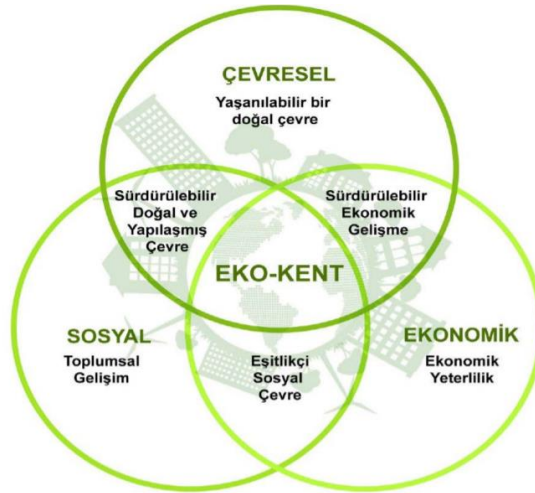 ÇEVRESEL
Yaşanılabilir bir
doğal çevre
Sürdürülebilir
Doğal ve
Yapılaşmış
Çevre
Sürdürülebilir
Ekonomik
Gelişme
EKO-KENT
SOSYAL
Toplumsal
Gelişim
Eşitlikçi
Sosyal
Çevre
EKONOMİK
Ekonomik
Yeterlilik